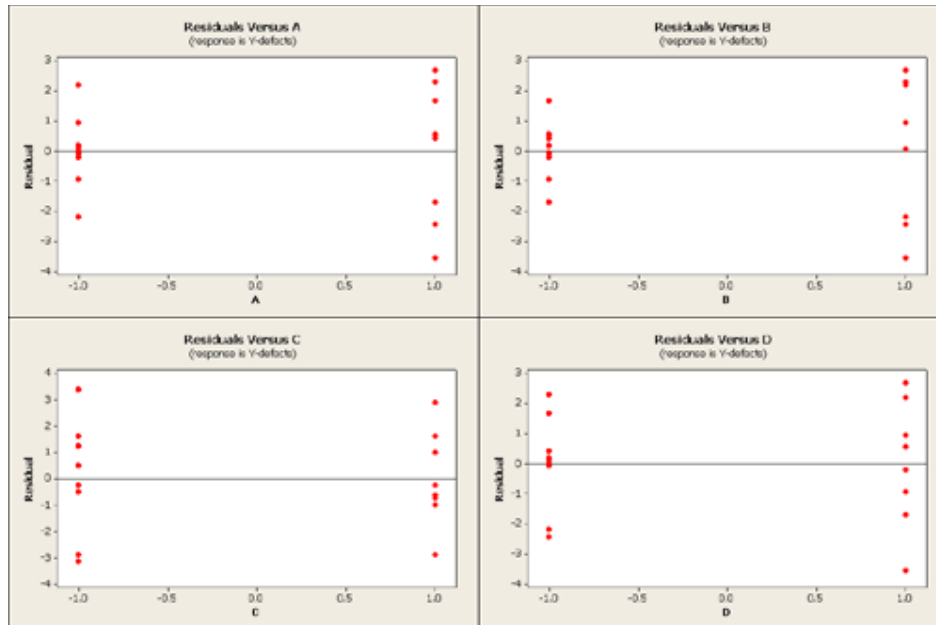 Residuals Versus A
(response is Y-defects)
3
2
1
0
-1
-2
-3
-4
Residual
-1.0 -0.5 0.0 0.5 1.0
A
Residuals Versus B
(response is Y-defects)
3
2
1
0
-1
-2
-3
-4
Residual
-1.0 -0.5 0.0 0.5 1.0
B
Residuals Versus C
(response is Y-defects)
4
3
2
1
0
-1
-2
-3
-4
Residual
-1.0 -0.5 0.0 0.5 1.0
C
Residuals Versus D
(response is Y-defects)
3
2
1
0
-1
-2
-3
-4
Residual
-1.0 -0.5 0.0 0.5 1.0
D